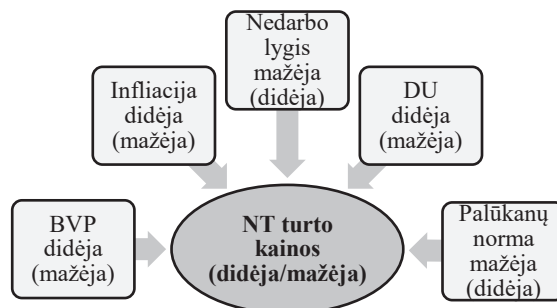 Nedarbo
lygis
mažėja
(didėja)
Infliacija
didėja
(mažėja)
DU
didėja
(mažėja)
BVP
didėja
(mažėja)
NT turto
kainos
(didėja/mažėja)
Palūkanų
norma
mažėja
(didėja)